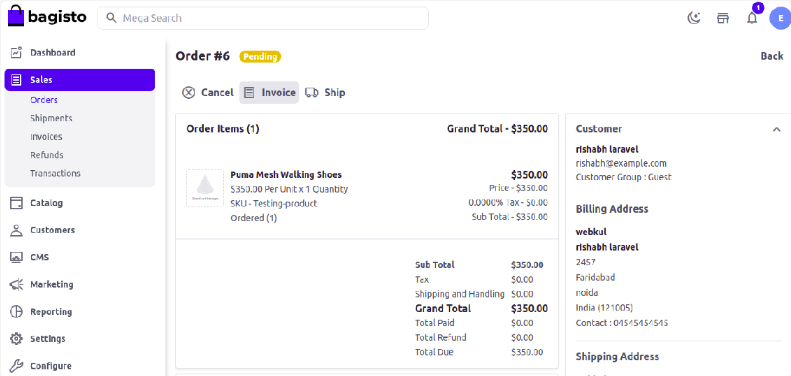 bagisto
Mega Search
1
E
Dashboard
Sales
Orders
Shipments
Invoices
Refunds
Transactions
Catalog
Customers
CMS
Marketing
Reporting
Settings
Configure
Order #6 Pending
Back
Cancel Invoice Ship
Order Items (1) Grand Total - $350.00
Puma Mesh Walking Shoes $350.00
$350.00 Per Unit x 1 Quantity Price - $350.00
SKU - Testing-product 0.0000% Tax - $0.00
Ordered (1) Sub Total - $350.00
Sub Total $350.00
Tax $0.00
Shipping and Handling $0.00
Grand Total $350.00
Total Paid $0.00
Total Refund $0.00
Total Due $350.00
Customer
rishabh laravel
rishabh@example.com
Customer Group : Guest
Billing Address
webkul
rishabh laravel
2457
Faridabad
noida
India (121005)
Contact : 04545454545
Shipping Address